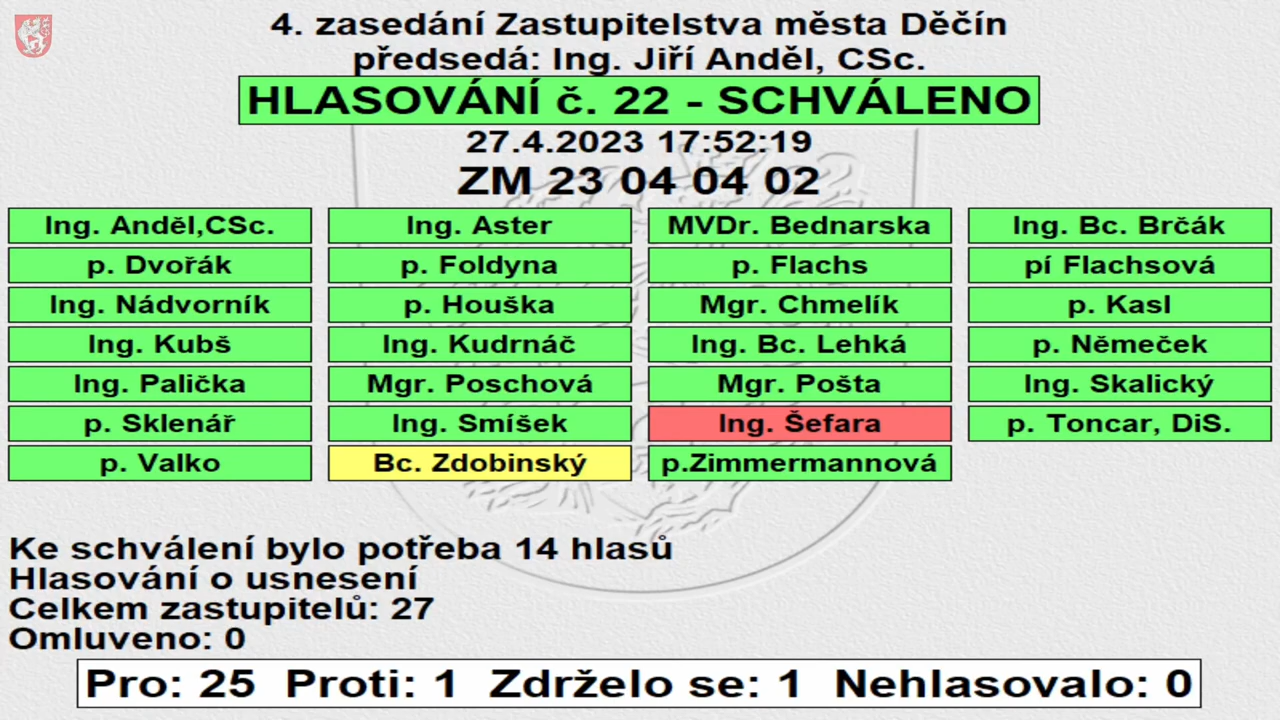 4. zasedání Zastupitelstva města Děčín
předsedá: Ing. Jiří Anděl, CSc.
HLASOVÁNÍ č. 22 - SCHVÁLENO
27.4.2023 17:52:19
ZM 23 04 04 02
Ing. Anděl,CSc. Ing. Aster MVDr. Bednarska Ing. Bc. Brčák
p. Dvořák p. Foldyna p. Flachs pí Flachsová
Ing. Nádvorník p. Houška Mgr. Chmelík p. Kasl
Ing. Kubš Ing. Kudrnáč Ing. Bc. Lehká p. Němeček
Ing. Palička Mgr. Poschová Mgr. Pošta Ing. Skalický
p. Sklenář Ing. Smíšek Ing. Šefara p. Toncar, DiS.
p. Valko Bc. Zdobinský p.Zimmermannová
Ke schválení bylo potřeba 14 hlasů
Hlasování o usnesení
Celkem zastupitelů: 27
Omluveno: 0
Pro: 25 Proti: 1 Zdrželo se: 1 Nehlasovalo: 0